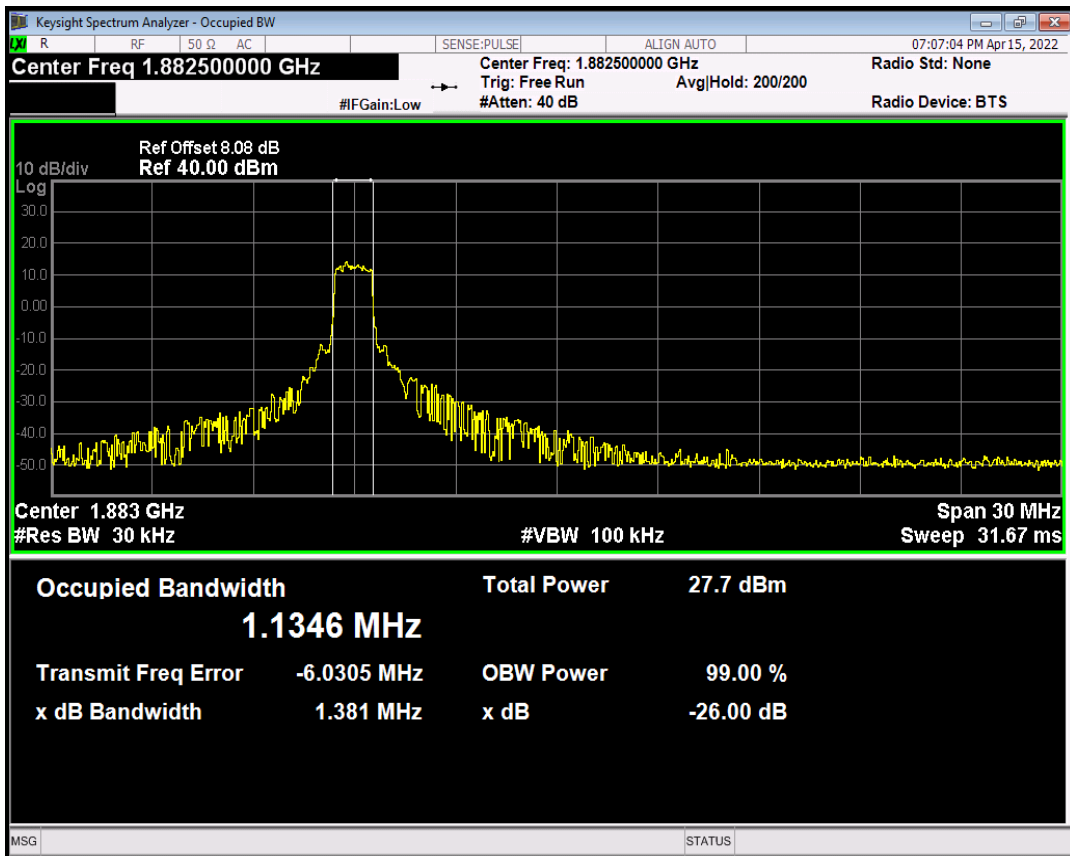 Keysight Spectrum Analyzer - Occupied BW
LXI R RF 50 Ω AC SENSE:PULSE ALIGN AUTO 07:07:04 PM Apr 15, 2022
Center Freq 1.882500000 GHz Center Freq: 1.882500000 GHz Radio Std: None
Trig: Free Run Avg|Hold: 200/200
#IFGain:Low #Atten: 40 dB Radio Device: BTS
Ref Offset 8.08 dB
10 dB/div Ref 40.00 dBm
Log
30.0
20.0
10.0
0.00
-10.0
-20.0
-30.0
-40.0
-50.0
Center 1.883 GHz Span 30 MHz
#Res BW 30 kHz #VBW 100 kHz Sweep 31.67 ms
Occupied Bandwidth Total Power 27.7 dBm
1.1346 MHz
Transmit Freq Error -6.0305 MHz OBW Power 99.00 %
x dB Bandwidth 1.381 MHz x dB -26.00 dB
MSG STATUS